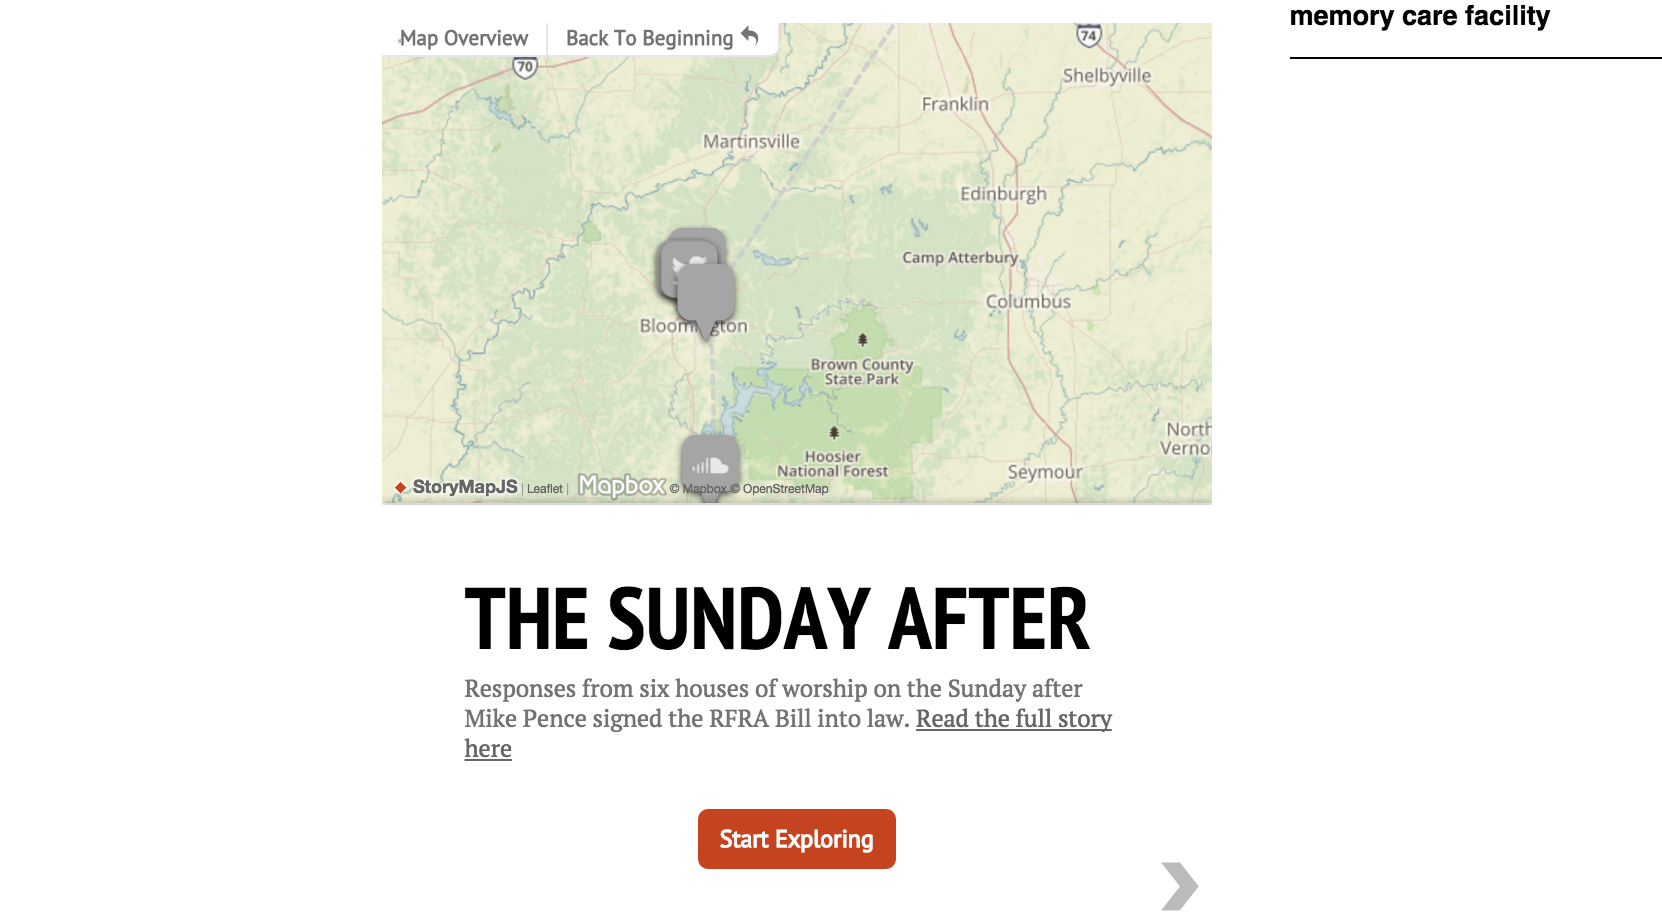 memory care facility
Map Overview
Back To Beginning
74
70
Shelbyville
Franklin
Martinsville
Edinburgh
Camp Atterbury
Columbus
Bloomington
Brown County
State Park
North
Verno
Hoosier
National Forest
Seymour
StoryMapJS | Leaflet | Mapbox © Mapbox © OpenStreetMap
THE SUNDAY AFTER
Responses from six houses of worship on the Sunday after
Mike Pence signed the RFRA Bill into law. Read the full story
here
Start Exploring